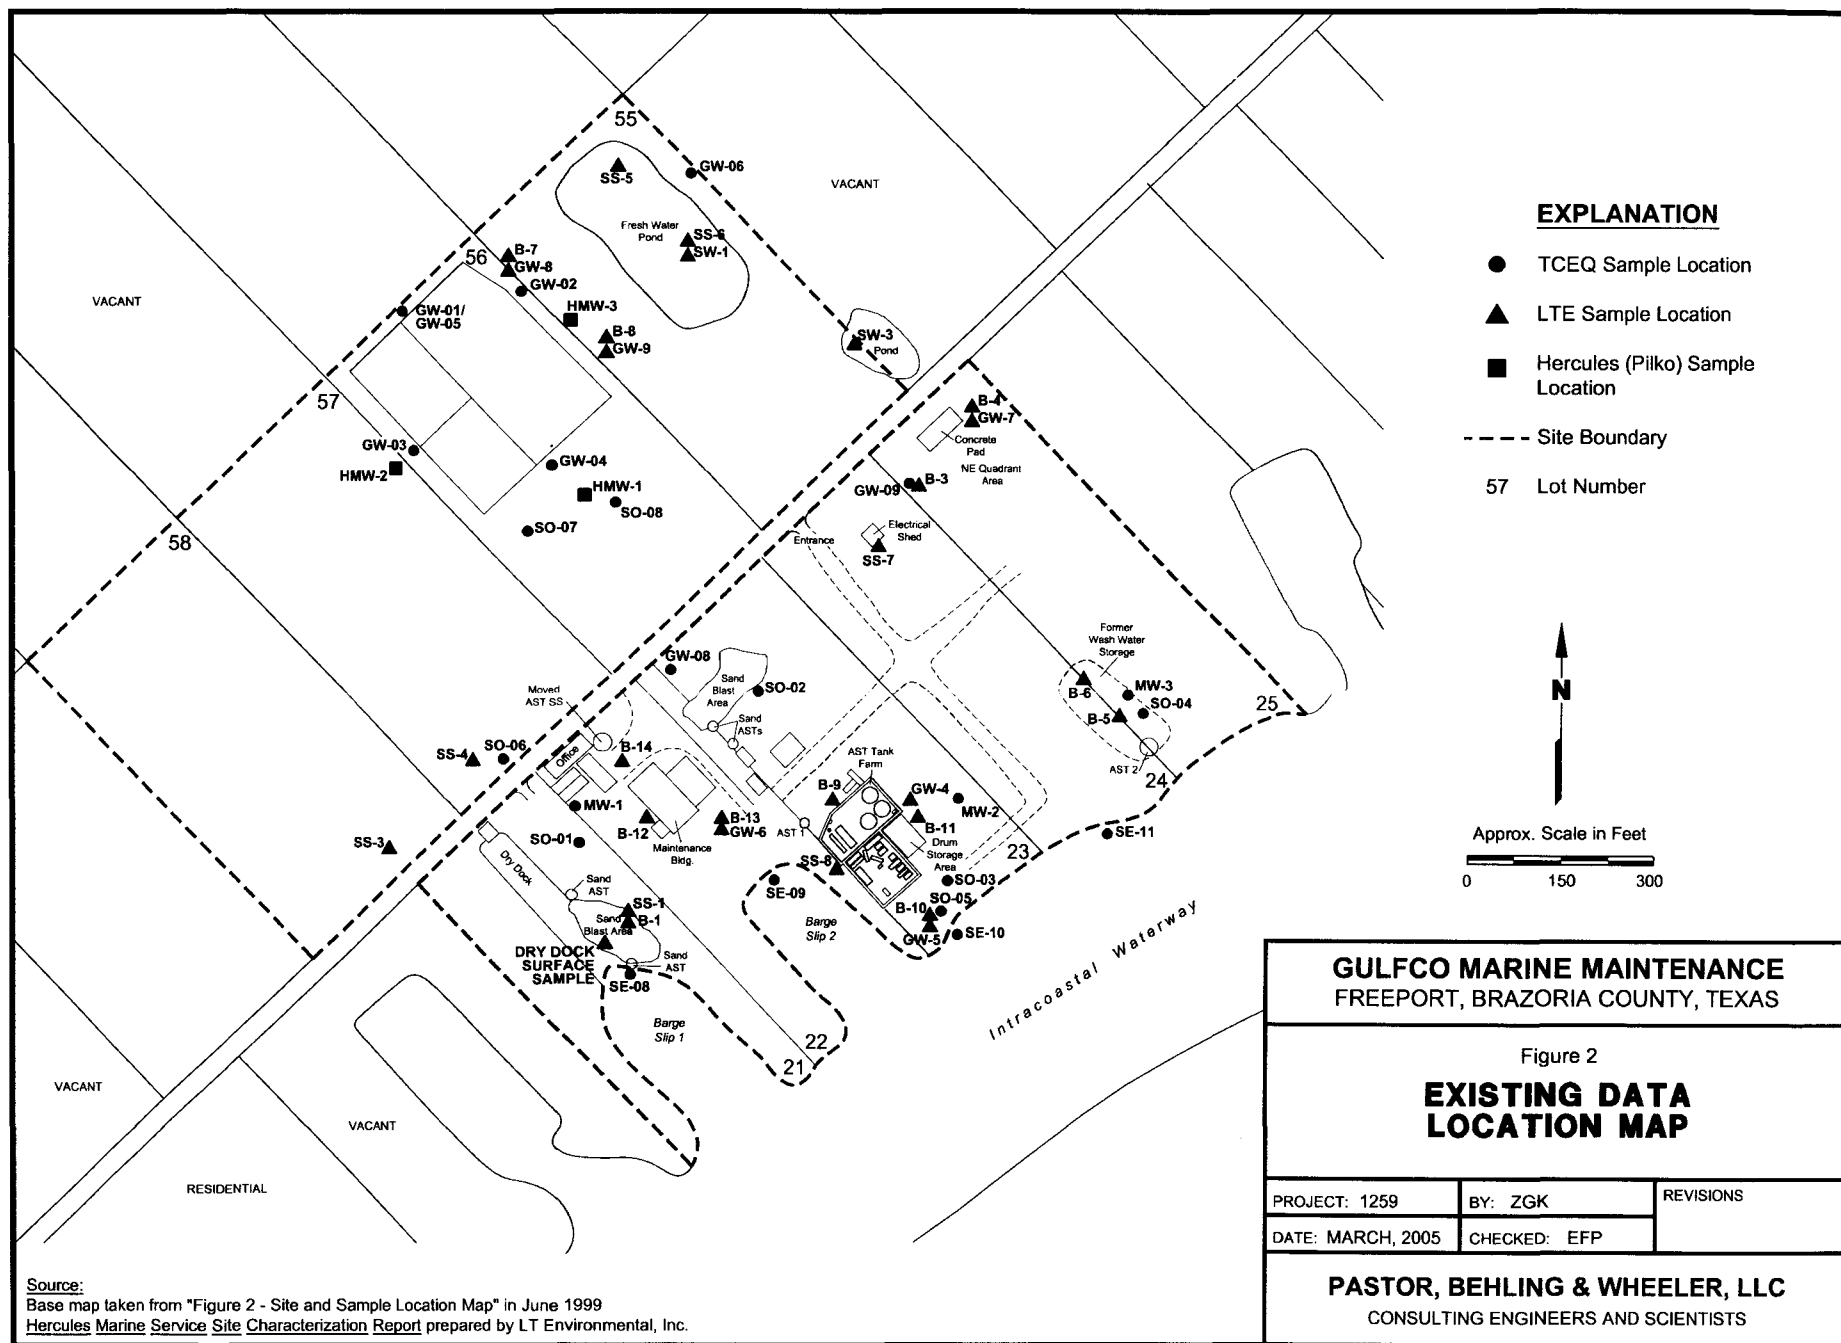 55
GW-06
SS-5
VACANT
Fresh Water
Pond
SS-6
SW-1
B-7
56
GW-8
GW-02
VACANT
HMW-3
GW-01/
GW-05
B-8
GW-9
SW-3
Pond
57
B-4
GW-7
Concrete
Pad
NE Quadrant
Area
GW-03
HMW-2
GW-04
HMW-1
SO-08
SO-07
GW-09
B-3
Electrical
Shed
Entrance
SS-7
58
Former
Wash Water
Storage
GW-08
Sand
Blast
Area
SO-02
B-6
MW-3
SO-04
B-5
25
Moved
AST SS
Sand
ASTs
SS-4
SO-06
Office
B-14
AST Tank
Farm
AST 2
24
B-9
GW-4
MW-2
MW-1
B-12
B-13
GW-6
AST 1
B-11
Drum
Storage
Area
SE-11
SO-01
Maintenance
Bldg.
SS-3
Dry Dock
SS-8
23
SE-09
SO-03
Sand
AST
SS-1
B-1
Sand
Blast Area
B-10
SO-05
Barge
Slip 2
GW-5
SE-10
DRY DOCK
SURFACE
SAMPLE
Sand
AST
SE-08
Barge
Slip 1
22
21
Intracoastal Waterway
VACANT
VACANT
RESIDENTIAL
EXPLANATION
TCEQ Sample Location
LTE Sample Location
Hercules (Pilko) Sample
Location
Site Boundary
57 Lot Number
N
Approx. Scale in Feet
0 150 300
GULFCO MARINE MAINTENANCE
FREEPORT, BRAZORIA COUNTY, TEXAS
Figure 2
EXISTING DATA
LOCATION MAP
PROJECT: 1259
BY: ZGK
REVISIONS
DATE: MARCH, 2005
CHECKED: EFP
PASTOR, BEHLING & WHEELER, LLC
CONSULTING ENGINEERS AND SCIENTISTS
Source:
Base map taken from "Figure 2 - Site and Sample Location Map" in June 1999
Hercules Marine Service Site Characterization Report prepared by LT Environmental, Inc.